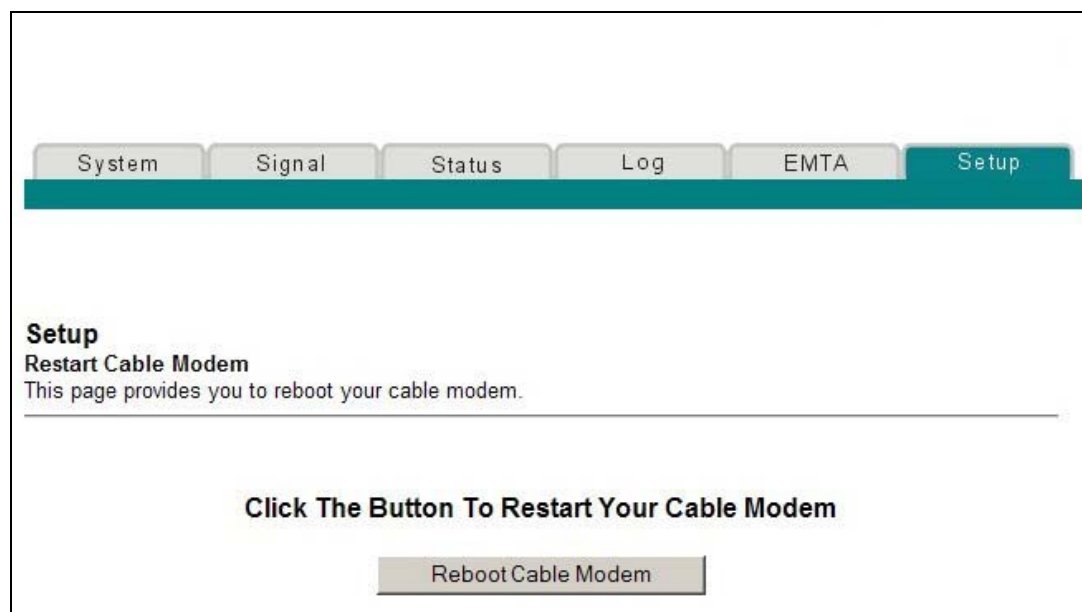 System Signal Status Log EMTA Setup
Setup
Restart Cable Modem
This page provides you to reboot your cable modem.
Click The Button To Restart Your Cable Modem
Reboot Cable Modem